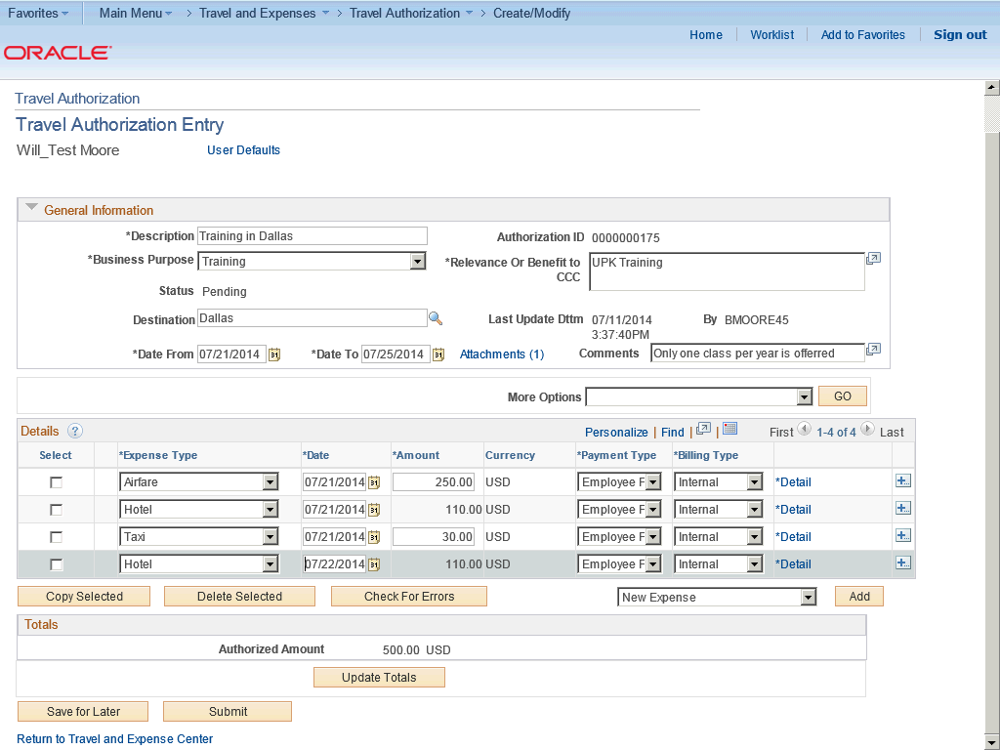 Favorites Main Menu > Travel and Expenses > Travel Authorization > Create/Modify
Home Worklist Add to Favorites Sign out
ORACLE
Travel Authorization
Travel Authorization Entry
Will_Test Moore User Defaults
General Information
*Description Training in Dallas Authorization ID 0000000175
*Business Purpose Training *Relevance Or Benefit to CCC UPK Training
Status Pending
Destination Dallas Last Update Dttm 07/11/2014 3:37:40PM By BMOORE45
*Date From 07/21/2014 *Date To 07/25/2014 Attachments (1) Comments Only one class per year is offerred
More Options GO
Details ? Personalize | Find | | First 1-4 of 4 Last
Select *Expense Type *Date *Amount Currency *Payment Type *Billing Type
Airfare 07/21/2014 31 250.00 USD Employee F Internal *Detail
Hotel 07/21/2014 31 110.00 USD Employee F Internal *Detail
Taxi 07/21/2014 31 30.00 USD Employee F Internal *Detail
Hotel 07/22/2014 31 110.00 USD Employee F Internal *Detail
Copy Selected Delete Selected Check For Errors New Expense Add
Totals
Authorized Amount 500.00 USD
Update Totals
Save for Later Submit
Return to Travel and Expense Center